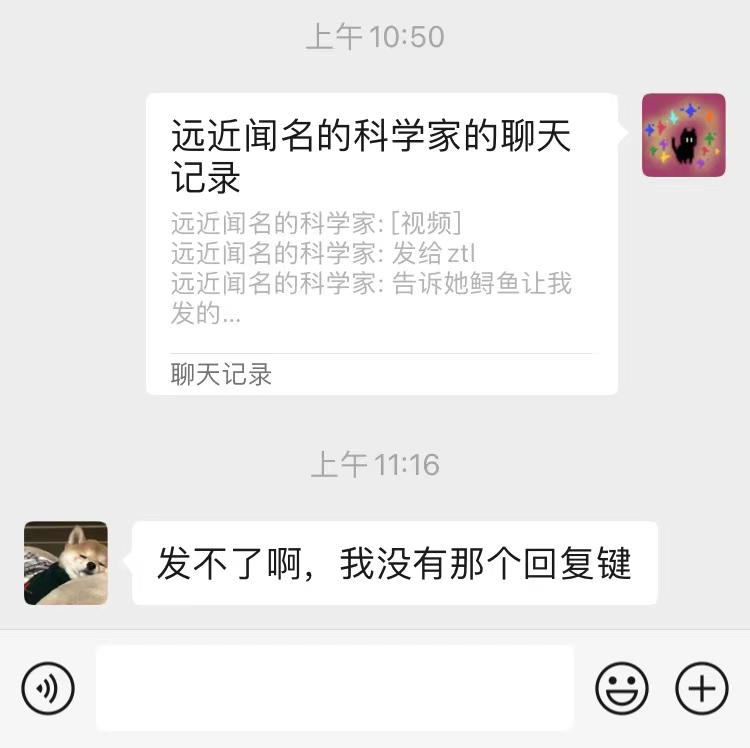 上午10:50
远近闻名的科学家的聊天
记录
远近闻名的科学家: [视频]
远近闻名的科学家: 发给ztl
远近闻名的科学家: 告诉她鲟鱼让我
发的...
聊天记录
上午11:16
发不了啊，我没有那个回复键